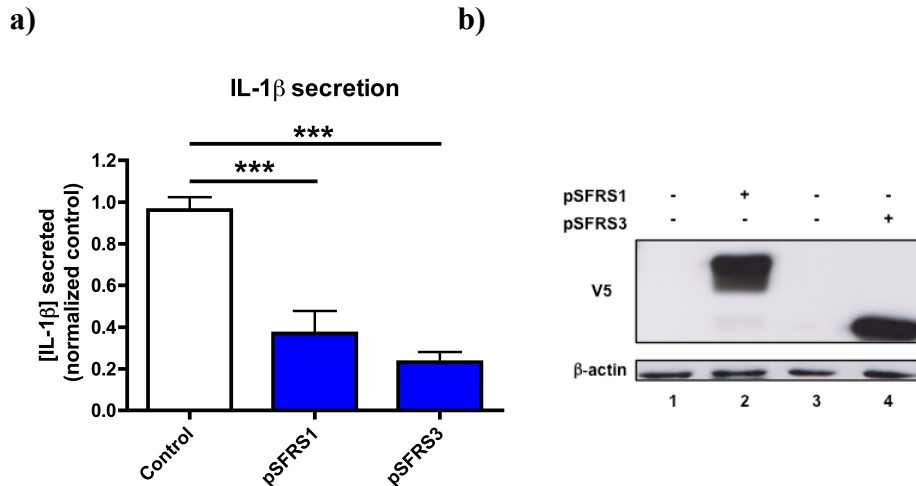 a)
IL-1β secretion
***
***
[IL-1β] secreted
(normalized control)
1.2
1.0
0.8
0.6
0.4
0.2
0.0
Control
pSFRS1
pSFRS3
b)
pSFRS1 - + - -
pSFRS3 - - - +
V5
β-actin
1 2 3 4